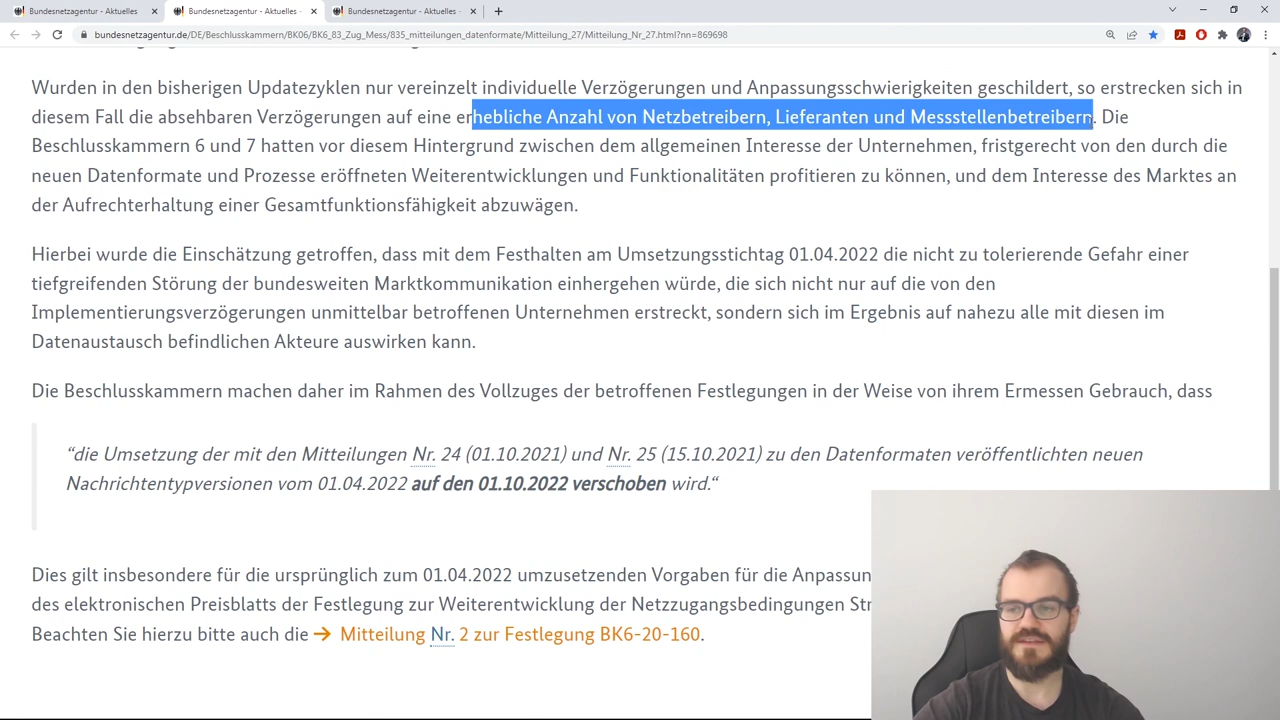 Bundesnetzagentur - Aktuelles
Bundesnetzagentur - Aktuelles -
Bundesnetzagentur - Aktuelles -
bundesnetzagentur.de/DE/Beschlusskammern/BK06/BK6_83_Zug_Mess/835_mitteilungen_datenformate/Mitteilung_27/Mitteilung_Nr_27.html?nn=869698
Wurden in den bisherigen Updatezyklen nur vereinzelt individuelle Verzögerungen und Anpassungsschwierigkeiten geschildert, so erstrecken sich in
diesem Fall die absehbaren Verzögerungen auf eine erhebliche Anzahl von Netzbetreibern, Lieferanten und Messstellenbetreibern. Die
Beschlusskammern 6 und 7 hatten vor diesem Hintergrund zwischen dem allgemeinen Interesse der Unternehmen, fristgerecht von den durch die
neuen Datenformate und Prozesse eröffneten Weiterentwicklungen und Funktionalitäten profitieren zu können, und dem Interesse des Marktes an
der Aufrechterhaltung einer Gesamtfunktionsfähigkeit abzuwägen.
Hierbei wurde die Einschätzung getroffen, dass mit dem Festhalten am Umsetzungsstichtag 01.04.2022 die nicht zu tolerierende Gefahr einer
tiefgreifenden Störung der bundesweiten Marktkommunikation einhergehen würde, die sich nicht nur auf die von den
Implementierungsverzögerungen unmittelbar betroffenen Unternehmen erstreckt, sondern sich im Ergebnis auf nahezu alle mit diesen im
Datenaustausch befindlichen Akteure auswirken kann.
Die Beschlusskammern machen daher im Rahmen des Vollzuges der betroffenen Festlegungen in der Weise von ihrem Ermessen Gebrauch, dass
“die Umsetzung der mit den Mitteilungen Nr. 24 (01.10.2021) und Nr. 25 (15.10.2021) zu den Datenformaten veröffentlichten neuen
Nachrichtentypversionen vom 01.04.2022 auf den 01.10.2022 verschoben wird.“
Dies gilt insbesondere für die ursprünglich zum 01.04.2022 umzusetzenden Vorgaben für die Anpassun
des elektronischen Preisblatts der Festlegung zur Weiterentwicklung der Netzzugangsbedingungen Str
Beachten Sie hierzu bitte auch die → Mitteilung Nr. 2 zur Festlegung BK6-20-160.